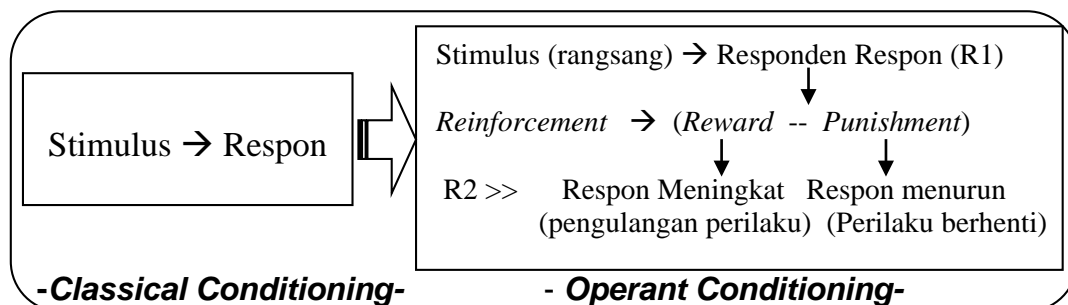 Stimulus → Respon
Stimulus (rangsang) → Responden Respon (R1)
Reinforcement → (Reward -- Punishment)
R2 >> Respon Meningkat Respon menurun
(pengulangan perilaku) (Perilaku berhenti)
-Classical Conditioning- - Operant Conditioning-